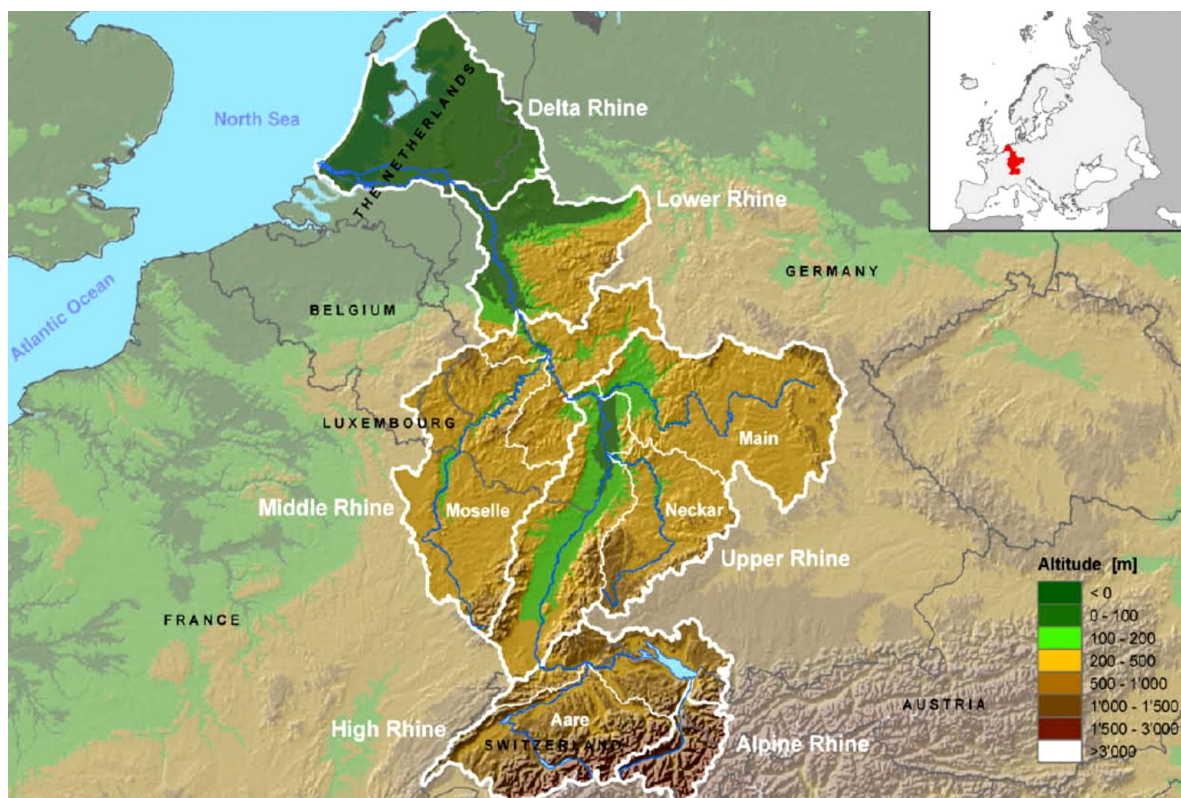 North Sea
Atlantic Ocean
THE NETHERLANDS
Delta Rhine
Lower Rhine
GERMANY
BELGIUM
LUXEMBOURG
Main
Middle Rhine
Moselle
Neckar
Upper Rhine
FRANCE
High Rhine
Aare
SWITZERLAND
Alpine Rhine
AUSTRIA
Altitude [m]
< 0
0 - 100
100 - 200
200 - 500
500 - 1'000
1'000 - 1'500
1'500 - 3'000
>3'000